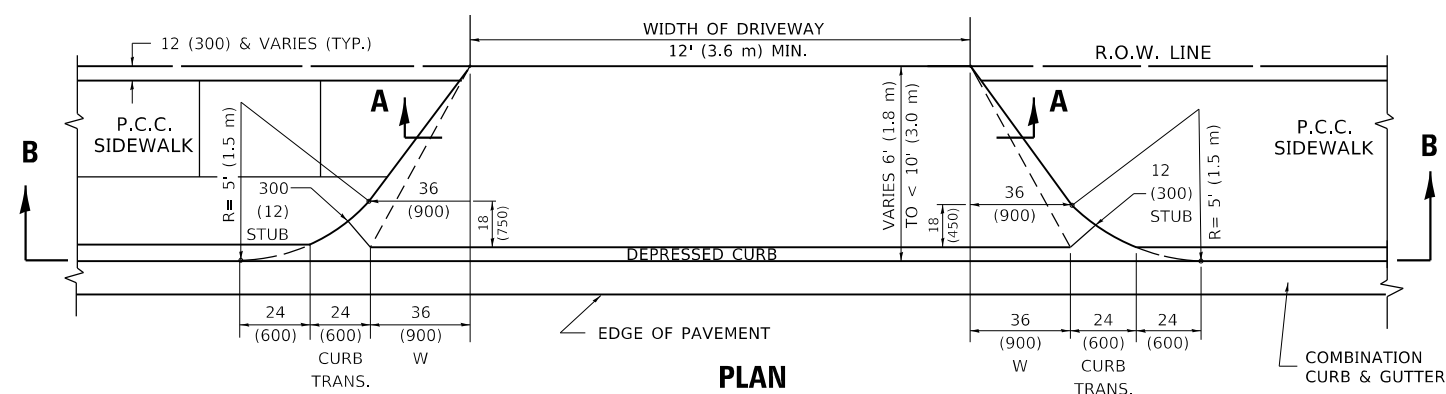 WIDTH OF DRIVEWAY
12' (3.6 m) MIN.
12 (300) & VARIES (TYP.)
R.O.W. LINE
A
A
P.C.C.
SIDEWALK
P.C.C.
SIDEWALK
B
B
R= 5' (1.5 m)
300
(12)
STUB
36
(900)
18
(750)
VARIES 6' (1.8 m)
TO < 10' (3.0 m)
18
(450)
36
(900)
12
(300)
STUB
R= 5' (1.5 m)
DEPRESSED CURB
24
(600)
24
(600)
CURB
TRANS.
36
(900)
W
EDGE OF PAVEMENT
36
(900)
W
24
(600)
CURB
TRANS.
24
(600)
COMBINATION
CURB & GUTTER
PLAN